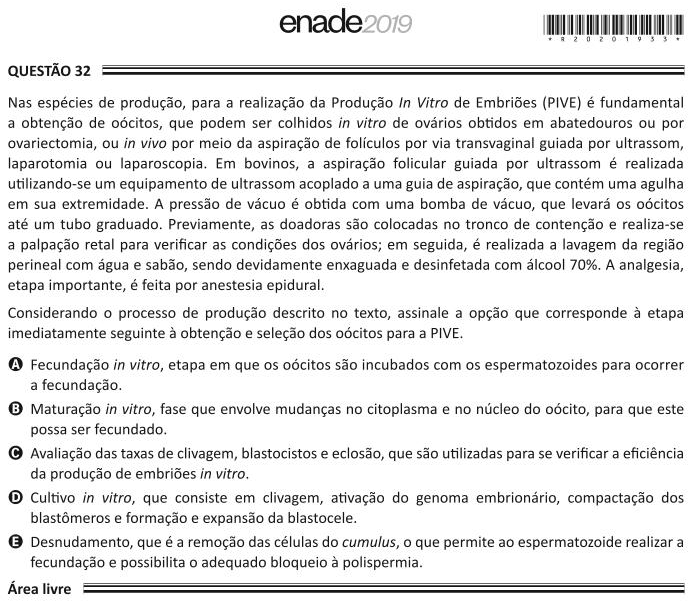 enade2019
* R 2 0 2 0 1 9 3 3 *
QUESTÃO 32
Nas espécies de produção, para a realização da Produção In Vitro de Embriões (PIVE) é fundamental
a obtenção de oócitos, que podem ser colhidos in vitro de ovários obtidos em abatedouros ou por
ovariectomia, ou in vivo por meio da aspiração de folículos por via transvaginal guiada por ultrassom,
laparotomia ou laparoscopia. Em bovinos, a aspiração folicular guiada por ultrassom é realizada
utilizando-se um equipamento de ultrassom acoplado a uma guia de aspiração, que contém uma agulha
em sua extremidade. A pressão de vácuo é obtida com uma bomba de vácuo, que levará os oócitos
até um tubo graduado. Previamente, as doadoras são colocadas no tronco de contenção e realiza-se
a palpação retal para verificar as condições dos ovários; em seguida, é realizada a lavagem da região
perineal com água e sabão, sendo devidamente enxaguada e desinfetada com álcool 70%. A analgesia,
etapa importante, é feita por anestesia epidural.
Considerando o processo de produção descrito no texto, assinale a opção que corresponde à etapa
imediatamente seguinte à obtenção e seleção dos oócitos para a PIVE.
A Fecundação in vitro, etapa em que os oócitos são incubados com os espermatozoides para ocorrer
a fecundação.
B Maturação in vitro, fase que envolve mudanças no citoplasma e no núcleo do oócito, para que este
possa ser fecundado.
C Avaliação das taxas de clivagem, blastocistos e eclosão, que são utilizadas para se verificar a eficiência
da produção de embriões in vitro.
D Cultivo in vitro, que consiste em clivagem, ativação do genoma embrionário, compactação dos
blastômeros e formação e expansão da blastocele.
E Desnudamento, que é a remoção das células do cumulus, o que permite ao espermatozoide realizar a
fecundação e possibilita o adequado bloqueio à polispermia.
Área livre